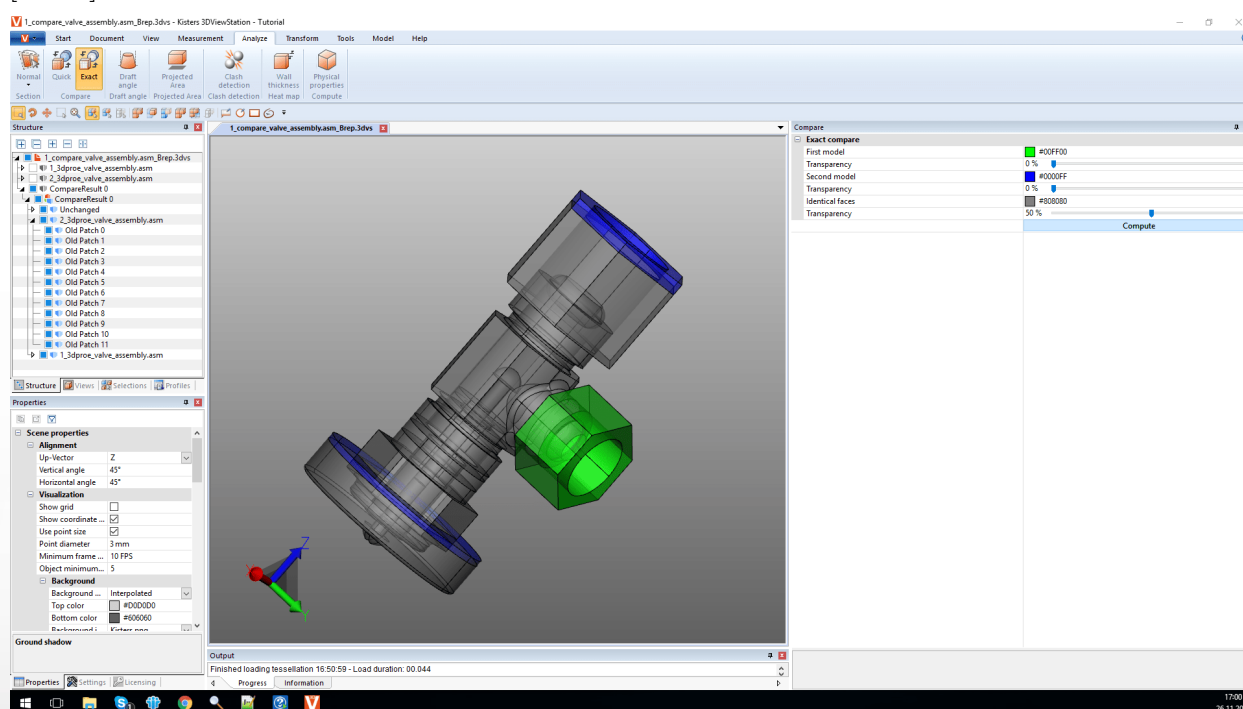 1_compare_valve_assembly.asm_Brep.3dvs - Kisters 3DViewStation - Tutorial
Start Document View Measurement Analyze Transform Tools Model Help
Normal Quick Exact Draft angle Projected Area Clash detection Wall thickness Physical properties
Section Compare Draft angle Projected Area Clash detection Heat map Compute
Structure
1_compare_valve_assembly.asm_Brep.3dvs
1_3dproe_valve_assembly.asm
2_3dproe_valve_assembly.asm
CompareResult 0
CompareResult 0
Unchanged
2_3dproe_valve_assembly.asm
Old Patch 0
Old Patch 1
Old Patch 2
Old Patch 3
Old Patch 4
Old Patch 5
Old Patch 6
Old Patch 7
Old Patch 8
Old Patch 9
Old Patch 10
Old Patch 11
1_3dproe_valve_assembly.asm
Structure Views Selections Profiles
Properties
Scene properties
Alignment
Up-Vector Z
Vertical angle 45°
Horizontal angle 45°
Visualization
Show grid
Show coordinate ...
Use point size
Point diameter 3 mm
Minimum frame ... 10 FPS
Object minimum... 5
Background
Background ... Interpolated
Top color #D0D0D0
Bottom color #606060
Background i... Kisters.png
Ground shadow
Properties Settings Licensing
1_compare_valve_assembly.asm_Brep.3dvs
Z
Y
Output
Finished loading tessellation 16:50:59 - Load duration: 00.044
Progress Information
Compare
Exact compare
First model #00FF00
Transparency 0 %
Second model #0000FF
Transparency 0 %
Identical faces #808080
Transparency 50 %
Compute
17:00